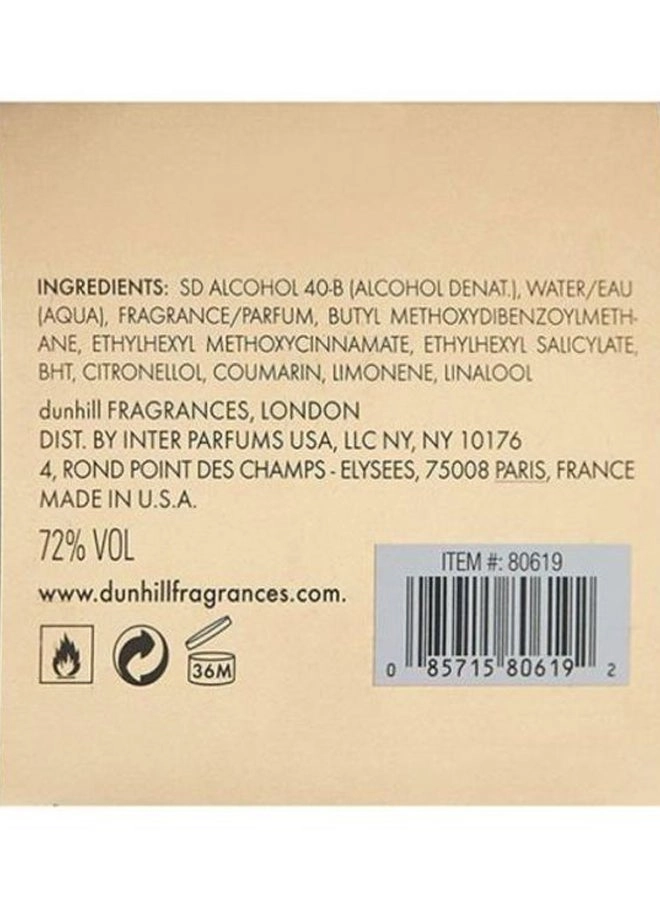 INGREDIENTS: SD ALCOHOL 40-B (ALCOHOL DENAT.), WATER/EAU
(AQUA), FRAGRANCE/PARFUM, BUTYL METHOXYDIBENZOYLMETH-
ANE, ETHYLHEXYL METHOXYCINNAMATE, ETHYLHEXYL SALICYLATE,
BHT, CITRONELLOL, COUMARIN, LIMONENE, LINALOOL
dunhill FRAGRANCES, LONDON
DIST. BY INTER PARFUMS USA, LLC NY, NY 10176
4, ROND POINT DES CHAMPS - ELYSEES, 75008 PARIS, FRANCE
MADE IN U.S.A.
72% VOL
www.dunhillfragrances.com.
36M
ITEM #: 80619
0 85715 80619 2